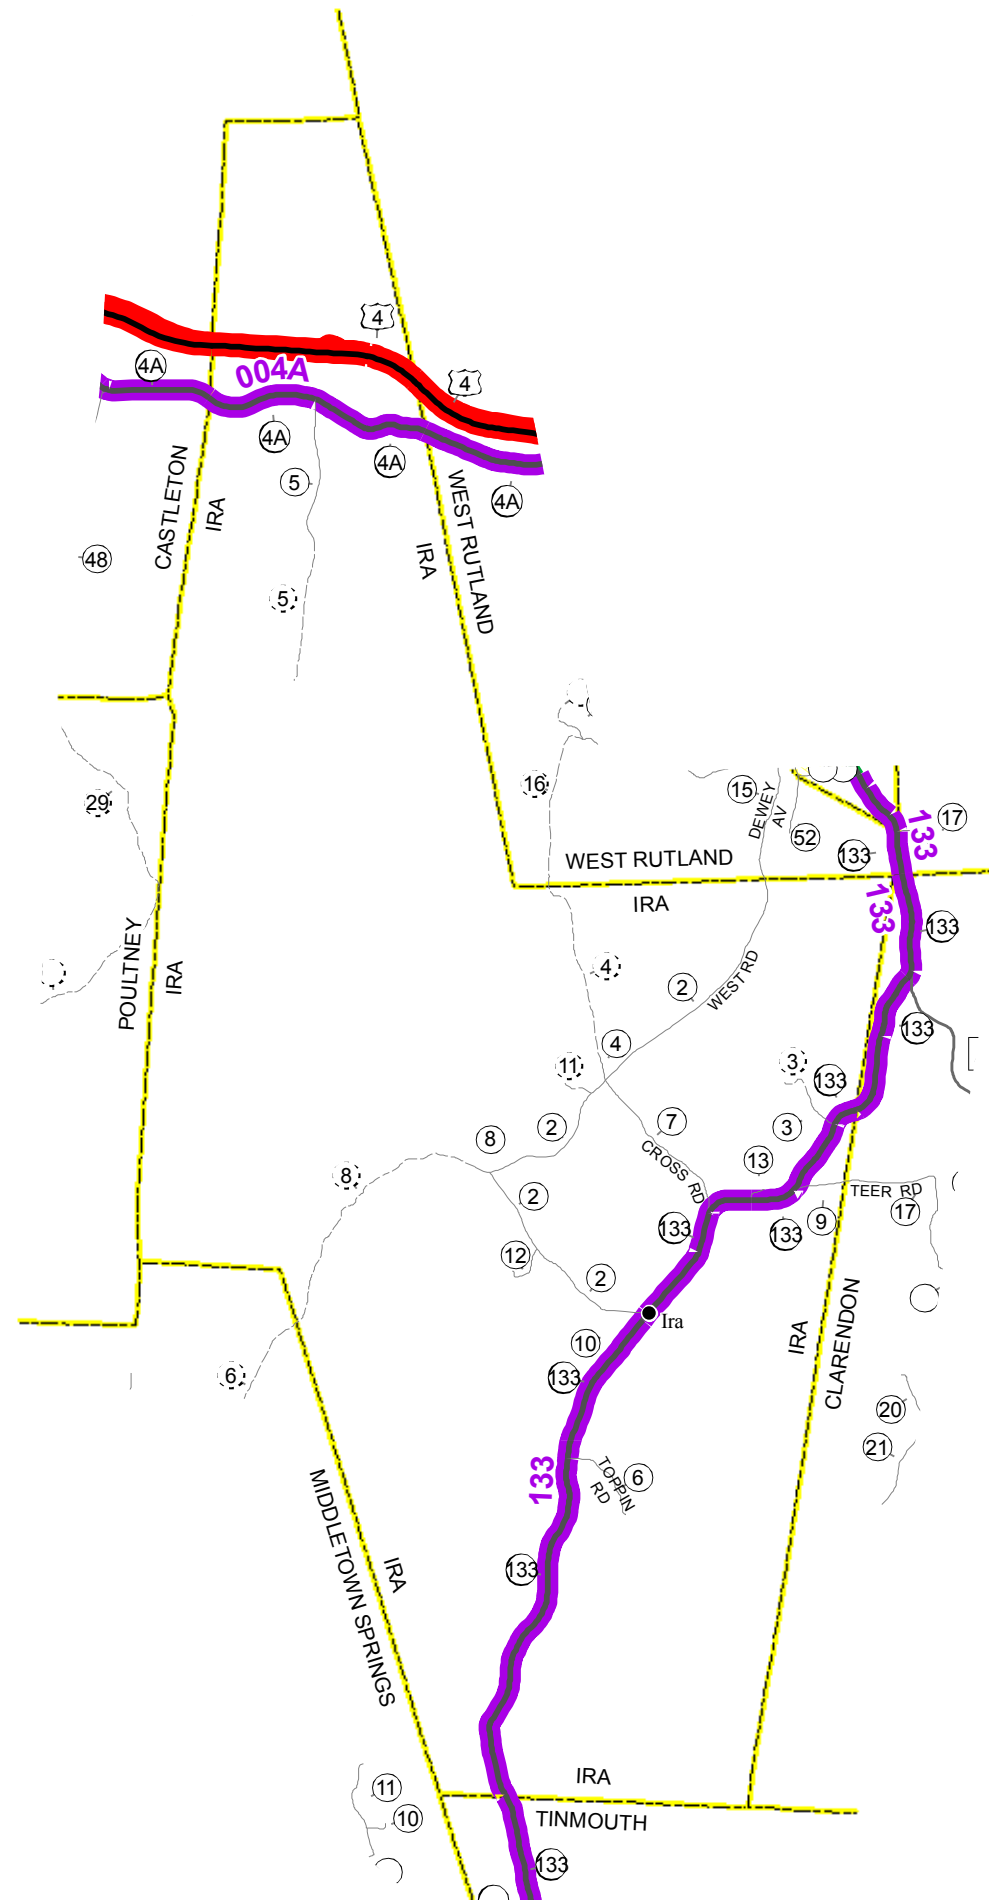 4
4A
004A
4
4A
4A
4A
5
CASTLETON
IRA
WEST RUTLAND
IRA
48
5
16
15
DEWEY
AV
29
52
133
17
133
WEST RUTLAND
IRA
133
133
POULTNEY
IRA
4
2
WEST RD
133
4
11
3
133
2
7
3
8
CROSS RD
13
8
2
TEER RD
17
9
133
133
12
2
Ira
10
IRA
CLARENDON
6
133
20
21
133
TOPPIN
RD
6
MIDDLETOWN SPRINGS
IRA
133
IRA
TINMOUTH
11
10
133